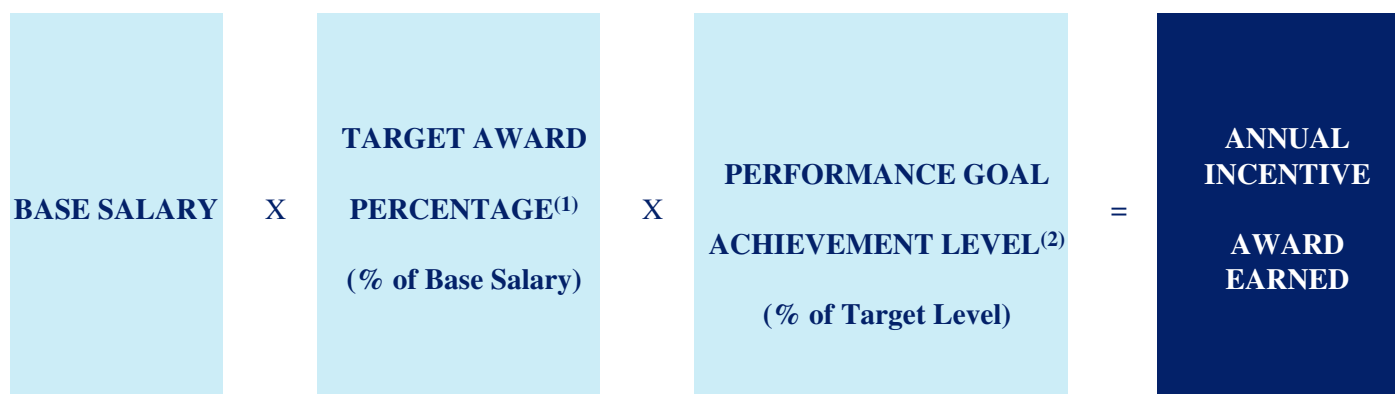 BASE SALARY
X
TARGET AWARD
PERCENTAGE(1)
(% of Base Salary)
X
PERFORMANCE GOAL
ACHIEVEMENT LEVEL(2)
(% of Target Level)
=
ANNUAL
INCENTIVE
AWARD
EARNED